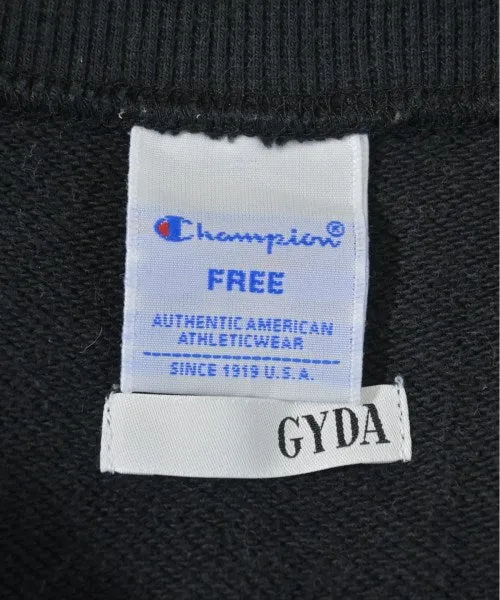 Champion®
FREE
AUTHENTIC AMERICAN
ATHLETICWEAR
SINCE 1919 U.S.A.
GYDA